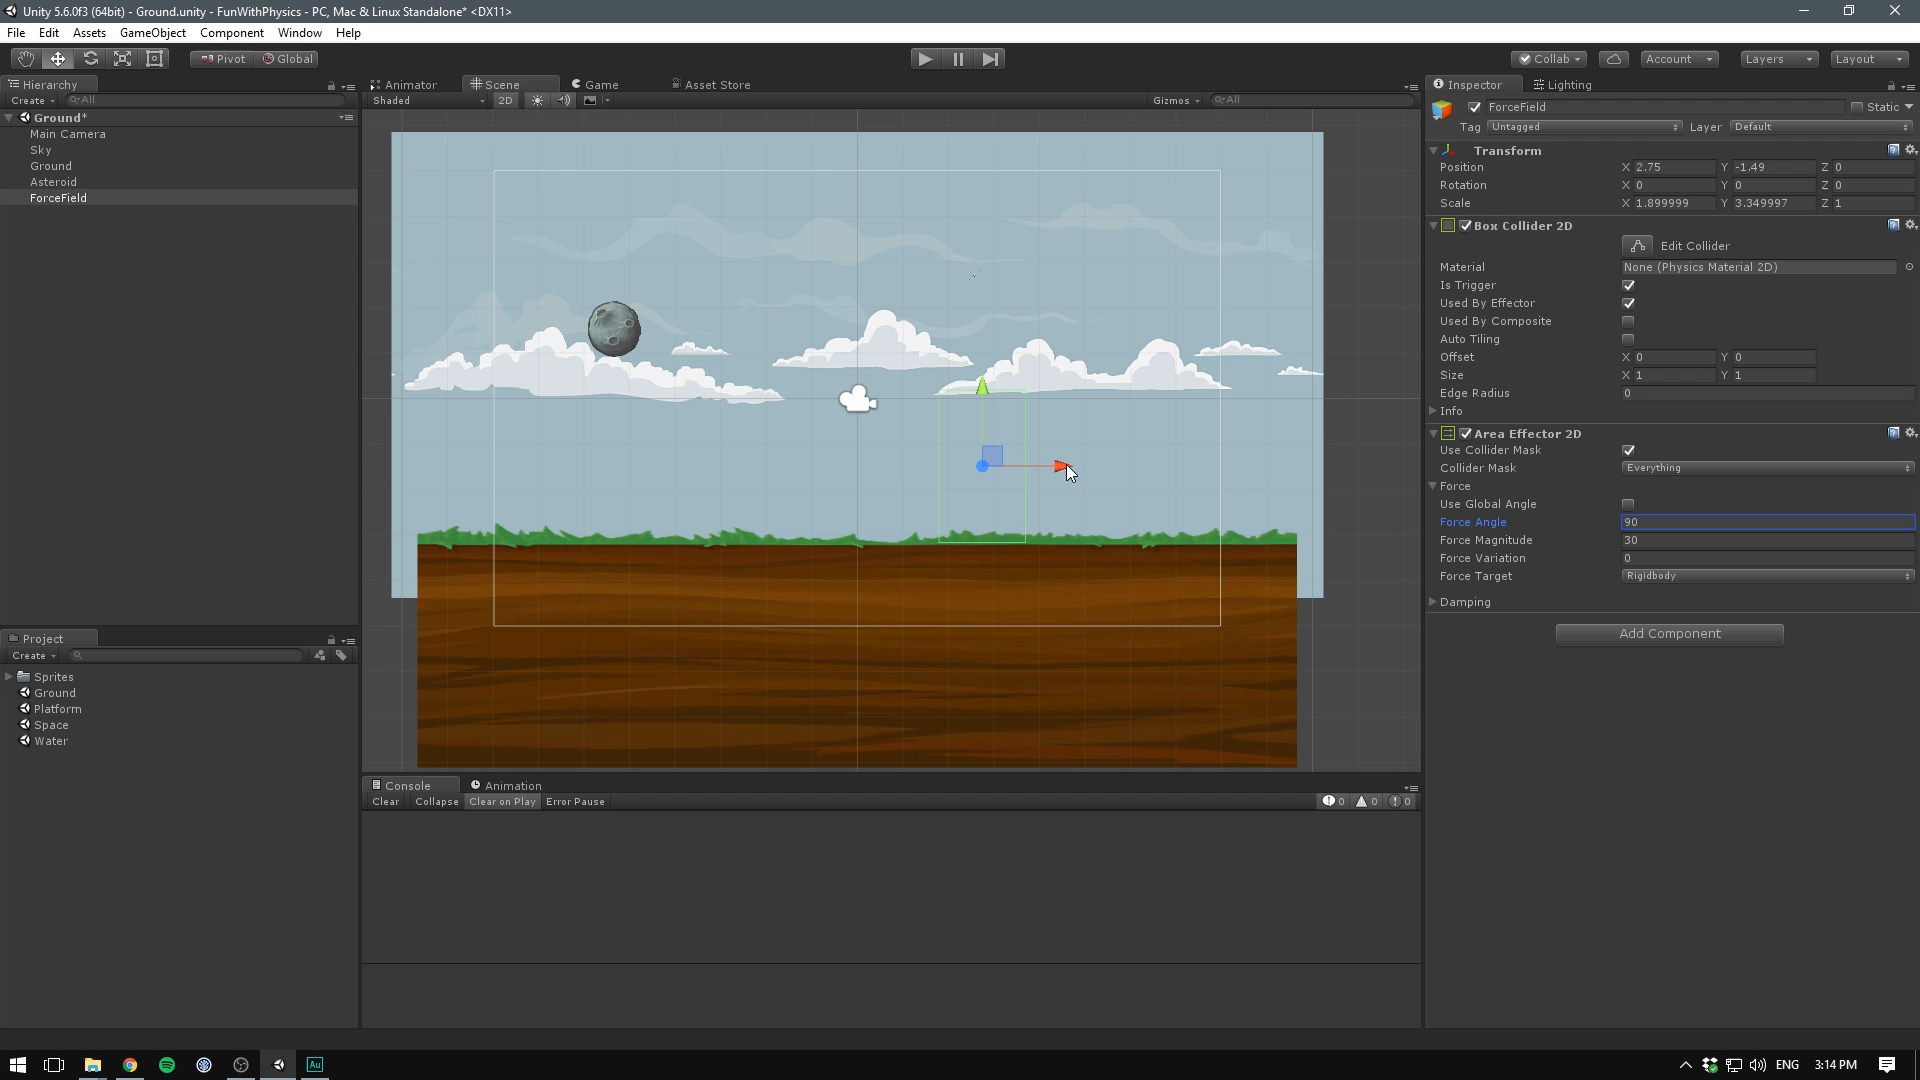 Unity 5.6.0f3 (64bit) - Ground.unity - FunWithPhysics - PC, Mac & Linux Standalone* <DX11>
File Edit Assets GameObject Component Window Help
Pivot Global Collab Account Layers Layout
Hierarchy
Create All
Ground*
Main Camera
Sky
Ground
Asteroid
ForceField
Animator Scene Game Asset Store
Shaded 2D Gizmos All
Inspector Lighting
ForceField Static
Tag Untagged Layer Default
Transform
Position X 2.75 Y -1.49 Z 0
Rotation X 0 Y 0 Z 0
Scale X 1.899999 Y 3.349997 Z 1
Box Collider 2D
Edit Collider
Material None (Physics Material 2D)
Is Trigger
Used By Effector
Used By Composite
Auto Tiling
Offset X 0 Y 0
Size X 1 Y 1
Edge Radius 0
Info
Area Effector 2D
Use Collider Mask
Collider Mask Everything
Force
Use Global Angle
Force Angle 90
Force Magnitude 30
Force Variation 0
Force Target Rigidbody
Damping
Add Component
Project
Create
Sprites
Ground
Platform
Space
Water
Console Animation
Clear Collapse Clear on Play Error Pause 0 0 0
Au ENG 3:14 PM